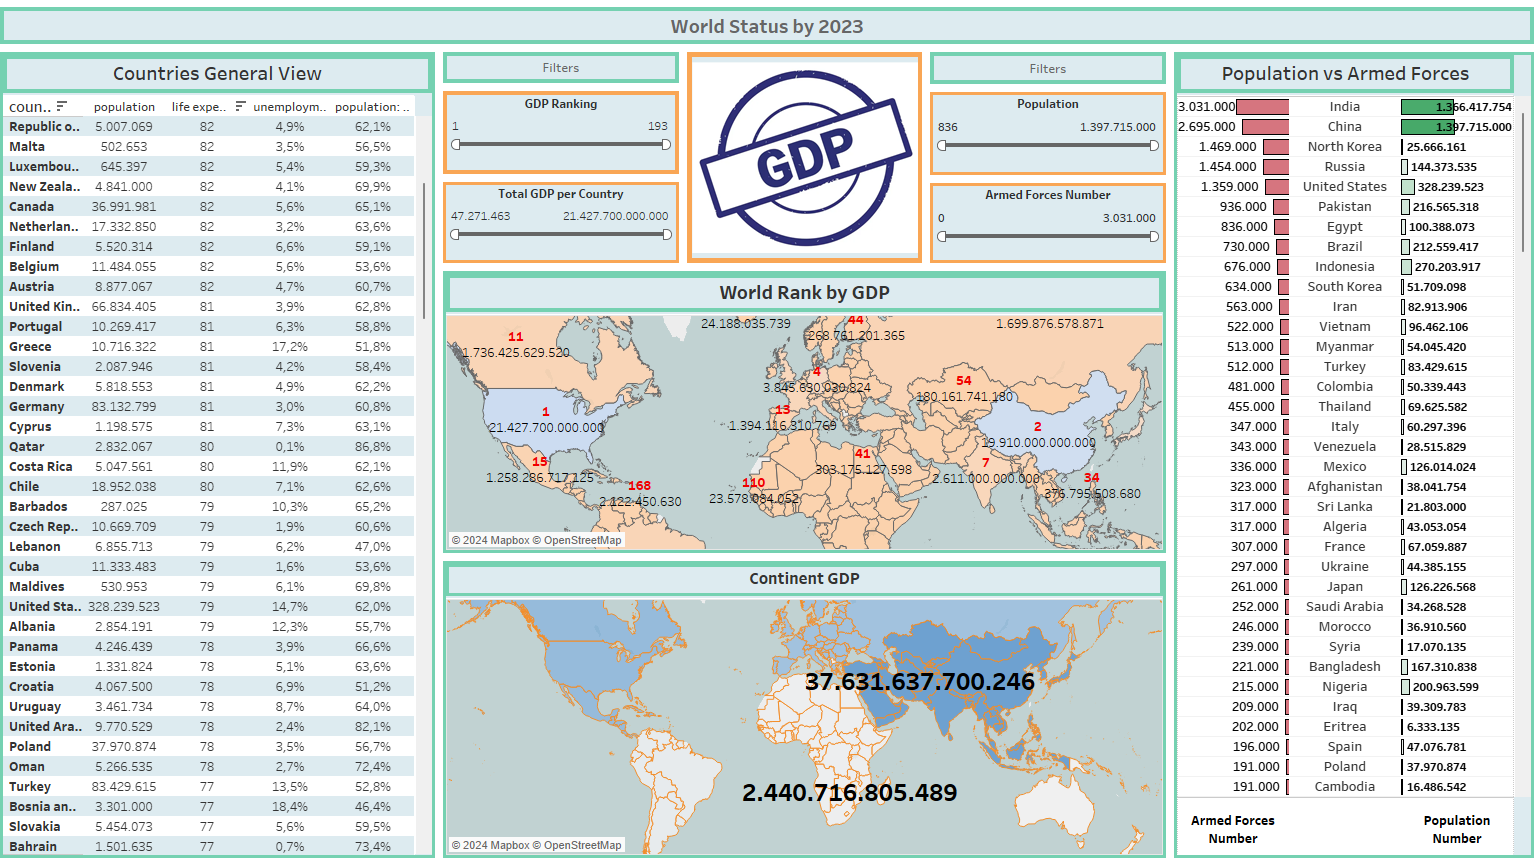 World Status by 2023
Countries General View
coun.. population life expe.. unemploym.. population: ..
Republic o.. 5.007.069 82 4,9% 62,1%
Malta 502.653 82 3,5% 56,5%
Luxembou.. 645.397 82 5,4% 59,3%
New Zeala.. 4.841.000 82 4,1% 69,9%
Canada 36.991.981 82 5,6% 65,1%
Netherlan.. 17.332.850 82 3,2% 63,6%
Finland 5.520.314 82 6,6% 59,1%
Belgium 11.484.055 82 5,6% 53,6%
Austria 8.877.067 82 4,7% 60,7%
United Kin.. 66.834.405 81 3,9% 62,8%
Portugal 10.269.417 81 6,3% 58,8%
Greece 10.716.322 81 17,2% 51,8%
Slovenia 2.087.946 81 4,2% 58,4%
Denmark 5.818.553 81 4,9% 62,2%
Germany 83.132.799 81 3,0% 60,8%
Cyprus 1.198.575 81 7,3% 63,1%
Qatar 2.832.067 80 0,1% 86,8%
Costa Rica 5.047.561 80 11,9% 62,1%
Chile 18.952.038 80 7,1% 62,6%
Barbados 287.025 79 10,3% 65,2%
Czech Rep.. 10.669.709 79 1,9% 60,6%
Lebanon 6.855.713 79 6,2% 47,0%
Cuba 11.333.483 79 1,6% 53,6%
Maldives 530.953 79 6,1% 69,8%
United Sta.. 328.239.523 79 14,7% 62,0%
Albania 2.854.191 79 12,3% 55,7%
Panama 4.246.439 78 3,9% 66,6%
Estonia 1.331.824 78 5,1% 63,6%
Croatia 4.067.500 78 6,9% 51,2%
Uruguay 3.461.734 78 8,7% 64,0%
United Ara.. 9.770.529 78 2,4% 82,1%
Poland 37.970.874 78 3,5% 56,7%
Oman 5.266.535 78 2,7% 72,4%
Turkey 83.429.615 77 13,5% 52,8%
Bosnia an.. 3.301.000 77 18,4% 46,4%
Slovakia 5.454.073 77 5,6% 59,5%
Bahrain 1.501.635 77 0,7% 73,4%
Filters
GDP Ranking
1 193
Total GDP per Country
47.271.463 21.427.700.000.000
GDP
Filters
Population
836 1.397.715.000
Armed Forces Number
0 3.031.000
World Rank by GDP
24.188.035.739
44
268.761.201.365
1.699.876.578.871
11
1.736.425.629.520
4
3.845.630.030.824
54
180.161.741.180
1
21.427.700.000.000
13
1.394.116.310.769
2
19.910.000.000.000
15
1.258.286.717.125
41
303.175.127.598
7
2.611.000.000.000
168
2.122.450.630
110
23.578.084.052
34
376.795.508.680
© 2024 Mapbox © OpenStreetMap
Continent GDP
37.631.637.700.246
2.440.716.805.489
© 2024 Mapbox © OpenStreetMap
Population vs Armed Forces
3.031.000 India 1.366.417.754
2.695.000 China 1.397.715.000
1.469.000 North Korea 25.666.161
1.454.000 Russia 144.373.535
1.359.000 United States 328.239.523
936.000 Pakistan 216.565.318
836.000 Egypt 100.388.073
730.000 Brazil 212.559.417
676.000 Indonesia 270.203.917
634.000 South Korea 51.709.098
563.000 Iran 82.913.906
522.000 Vietnam 96.462.106
513.000 Myanmar 54.045.420
512.000 Turkey 83.429.615
481.000 Colombia 50.339.443
455.000 Thailand 69.625.582
347.000 Italy 60.297.396
343.000 Venezuela 28.515.829
336.000 Mexico 126.014.024
323.000 Afghanistan 38.041.754
317.000 Sri Lanka 21.803.000
317.000 Algeria 43.053.054
307.000 France 67.059.887
297.000 Ukraine 44.385.155
261.000 Japan 126.226.568
252.000 Saudi Arabia 34.268.528
246.000 Morocco 36.910.560
239.000 Syria 17.070.135
221.000 Bangladesh 167.310.838
215.000 Nigeria 200.963.599
209.000 Iraq 39.309.783
202.000 Eritrea 6.333.135
196.000 Spain 47.076.781
191.000 Poland 37.970.874
191.000 Cambodia 16.486.542
Armed Forces Population
Number Number